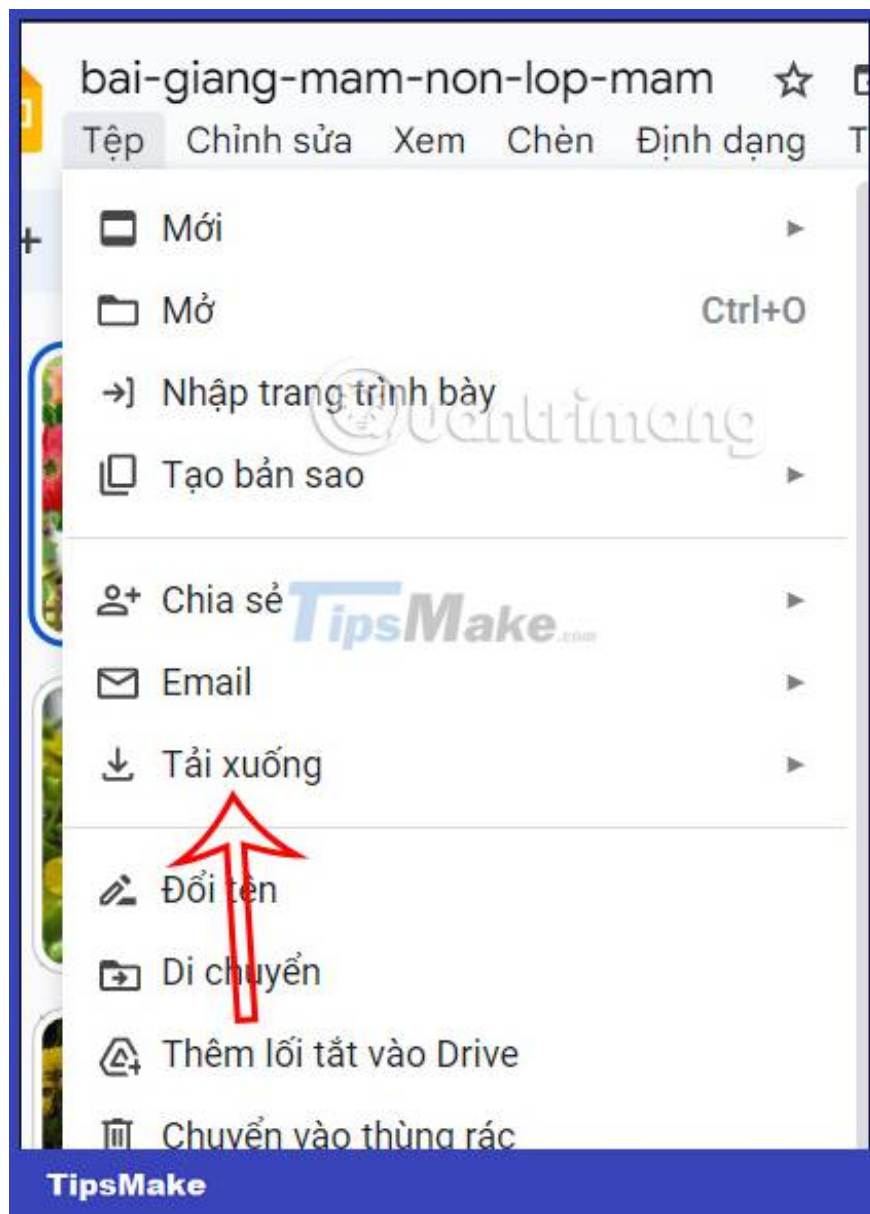 bai-giang-mam-non-lop-mam
Tệp Chỉnh sửa Xem Chèn Định dạng T
Mới
Mở Ctrl+O
Nhập trang trình bày
Quantrimang
Tạo bản sao
Chia sẻ
TipsMake.com
Email
Tải xuống
Đổi tên
Di chuyển
Thêm lối tắt vào Drive
Chuyển vào thùng rác
TipsMake